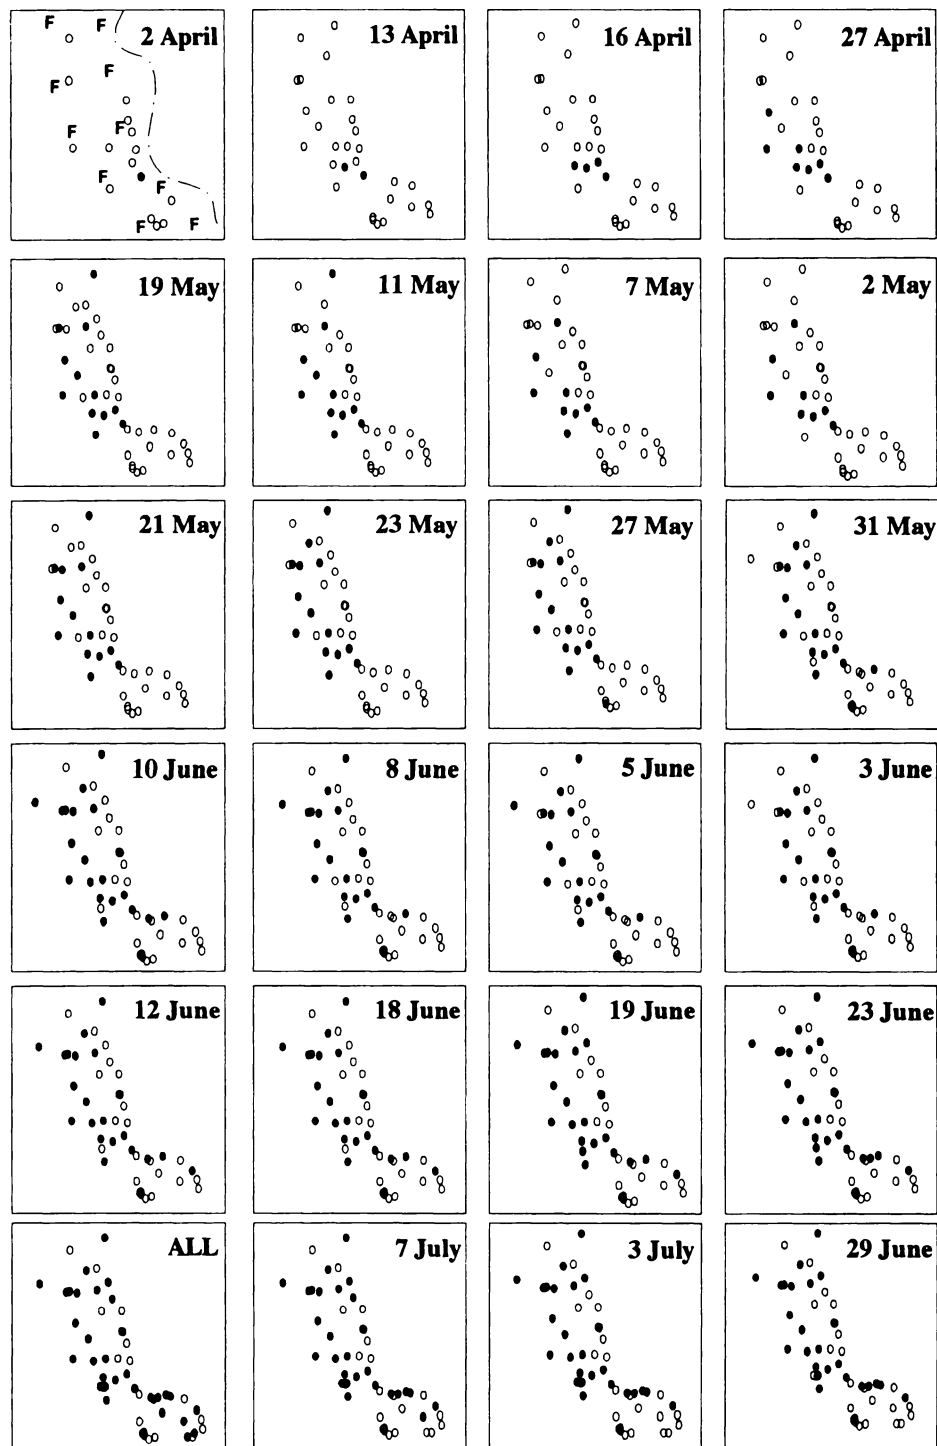 F F 2 April
F
F
F F
F
F
F F
13 April
16 April
27 April
19 May
11 May
7 May
2 May
21 May
23 May
27 May
31 May
10 June
8 June
5 June
3 June
12 June
18 June
19 June
23 June
ALL
7 July
3 July
29 June